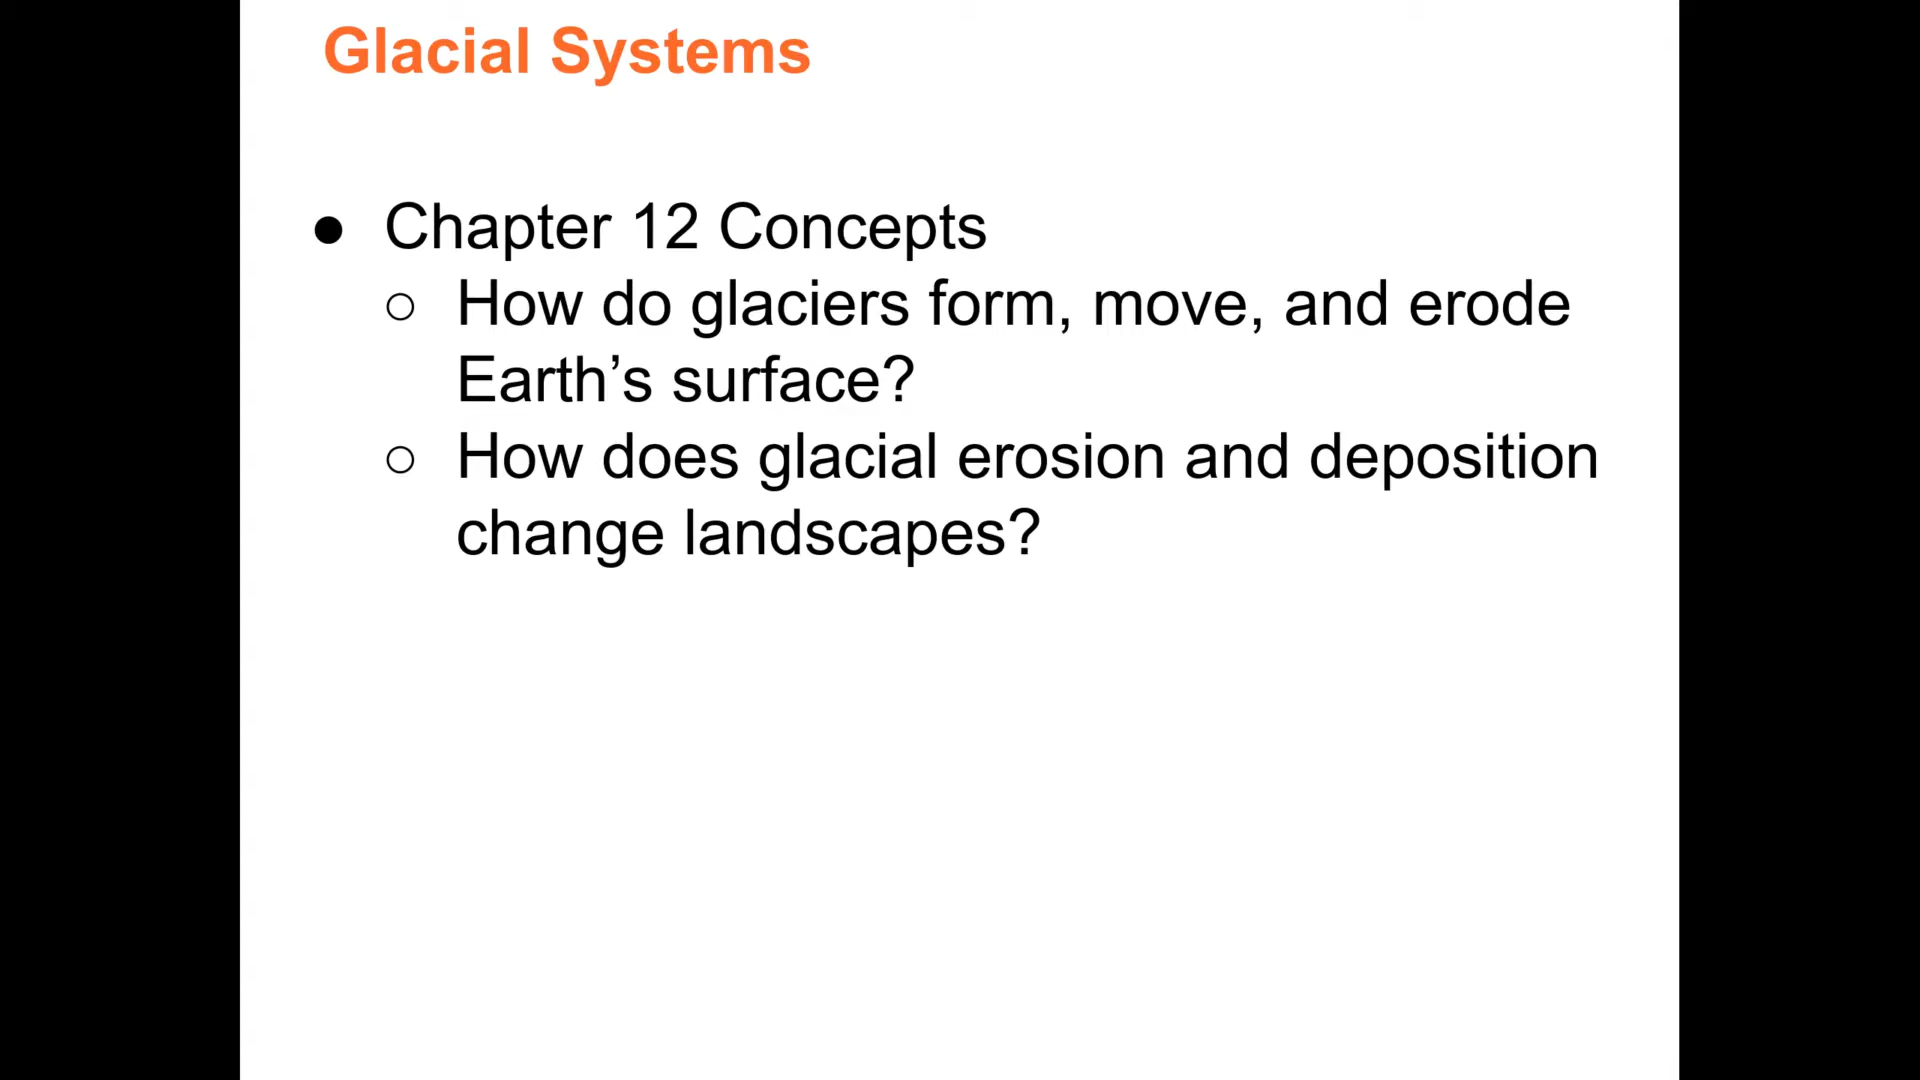 Glacial Systems
● Chapter 12 Concepts
○ How do glaciers form, move, and erode
Earth’s surface?
○ How does glacial erosion and deposition
change landscapes?